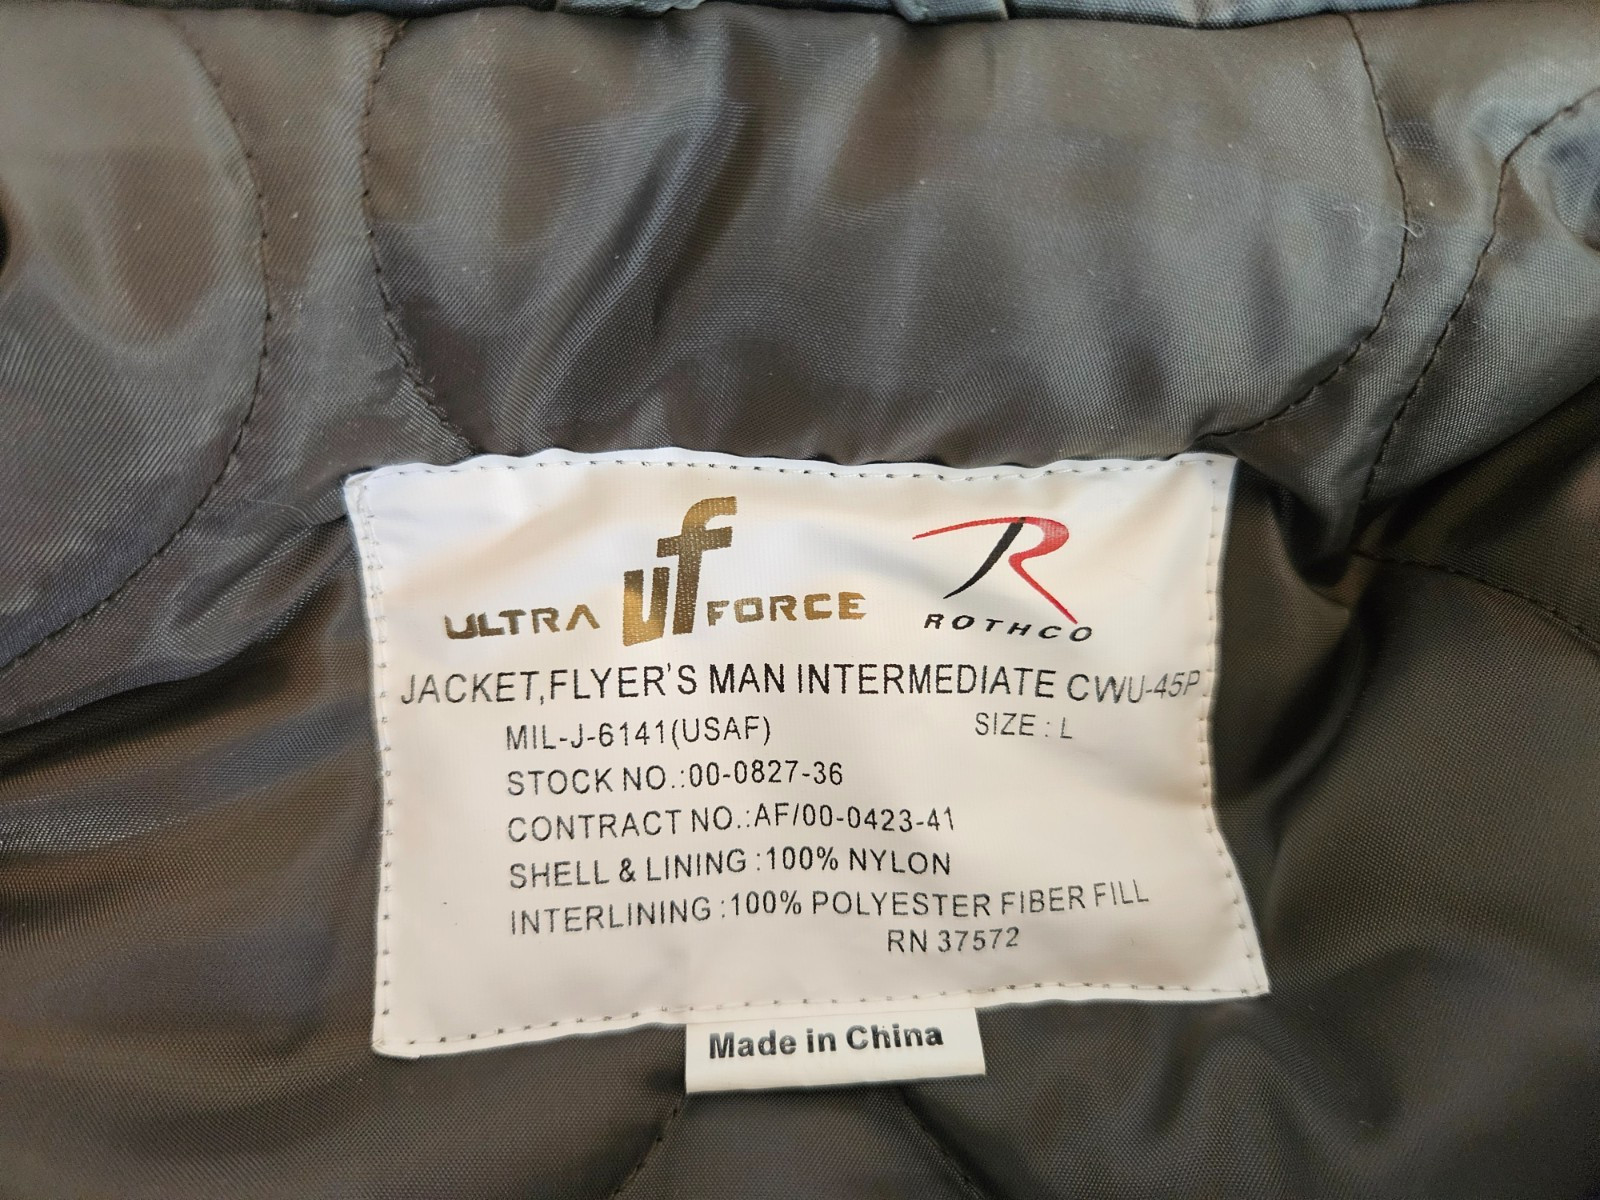 ULTRA uf FORCE
R
ROTHCO
JACKET,FLYER'S MAN INTERMEDIATE CWU-45P
MIL-J-6141(USAF) SIZE : L
STOCK NO.:00-0827-36
CONTRACT NO.:AF/00-0423-41
SHELL & LINING :100% NYLON
INTERLINING :100% POLYESTER FIBER FILL
RN 37572
Made in China